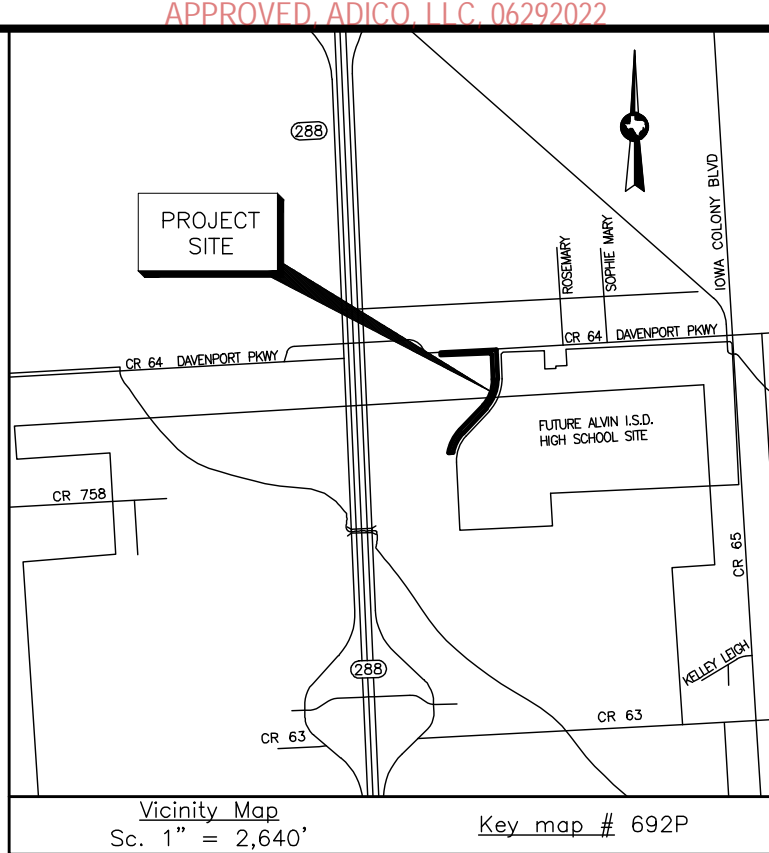 APPROVED, ADICO, LLC, 06292022
288
PROJECT
SITE
IOWA COLONY BLVD
ROSEMARY
SOPHIE MARY
CR 64 DAVENPORT PKWY
CR 64 DAVENPORT PKWY
FUTURE ALVIN I.S.D.
HIGH SCHOOL SITE
CR 758
CR 65
KELLEY LEIGH
288
CR 63
CR 63
Vicinity Map
Sc. 1" = 2,640'
Key map # 692P